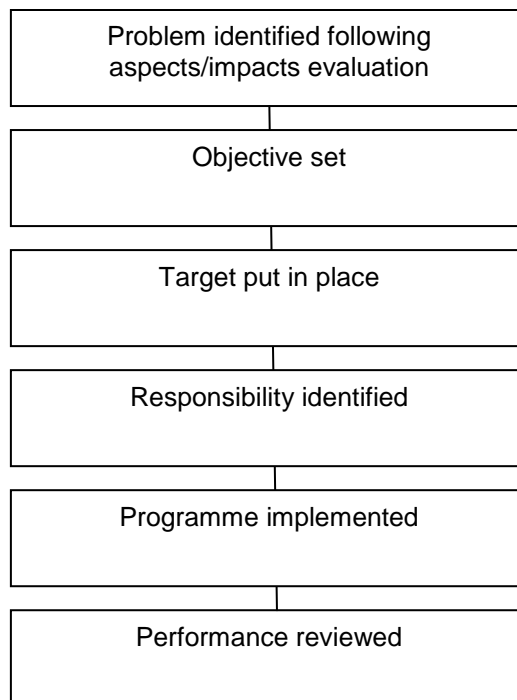 Problem identified following
aspects/impacts evaluation
Objective set
Target put in place
Responsibility identified
Programme implemented
Performance reviewed